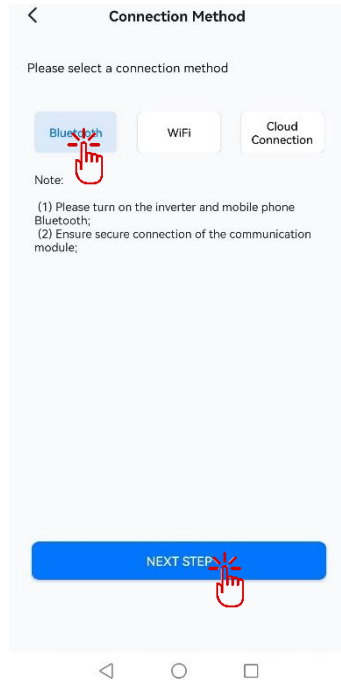 Connection Method
Please select a connection method
Bluetooth
WiFi
Cloud
Connection
Note:
(1) Please turn on the inverter and mobile phone
Bluetooth;
(2) Ensure secure connection of the communication
module;
NEXT STEP